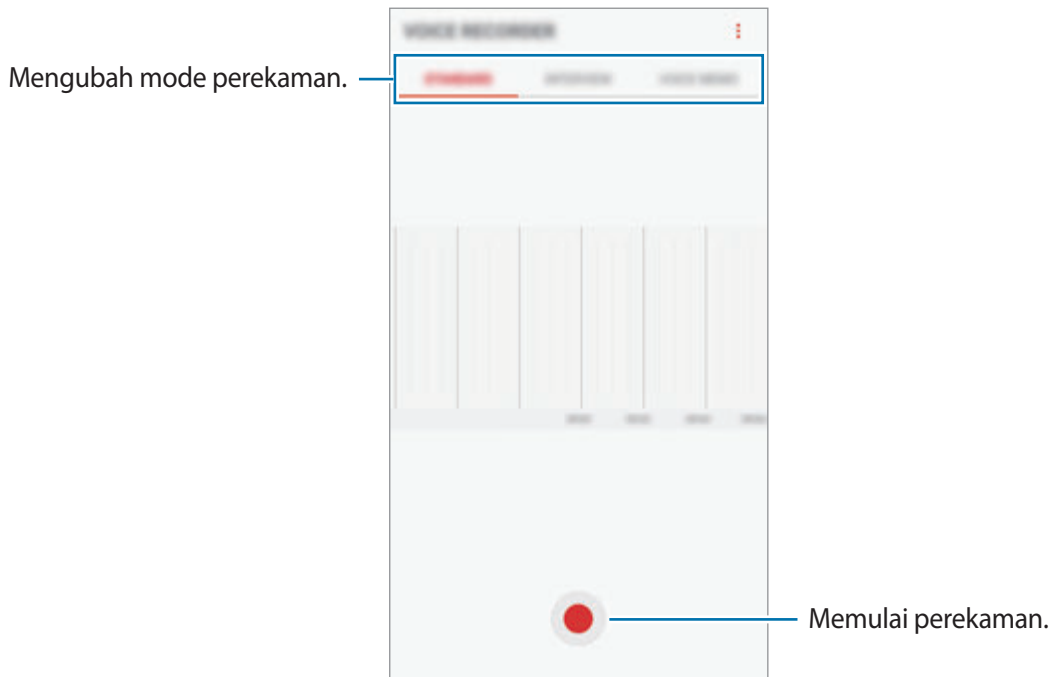 VOICE RECORDER
Mengubah mode perekaman.
STANDARD INTERVIEW VOICE MEMO
Memulai perekaman.